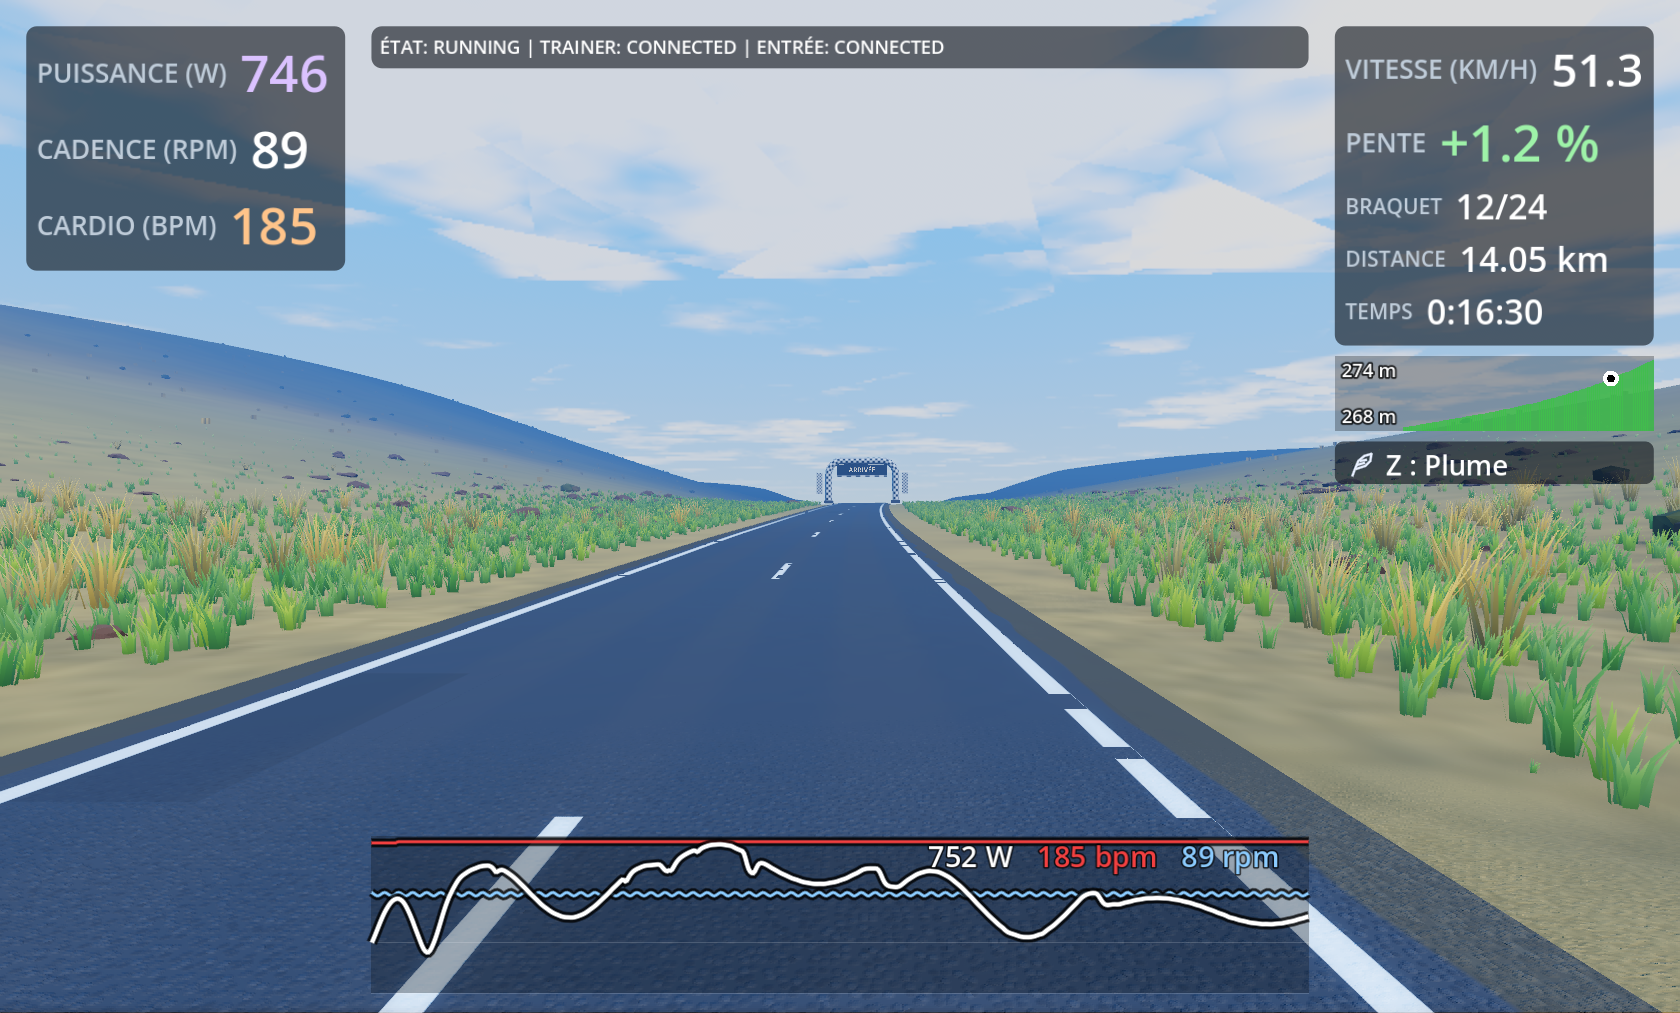 PUISSANCE (W) 746
CADENCE (RPM) 89
CARDIO (BPM) 185
ÉTAT: RUNNING | TRAINER: CONNECTED | ENTRÉE: CONNECTED
VITESSE (KM/H) 51.3
PENTE +1.2 %
BRAQUET 12/24
DISTANCE 14.05 km
TEMPS 0:16:30
274 m
268 m
Z : Plume
ARRIVÉE
752 W 185 bpm 89 rpm